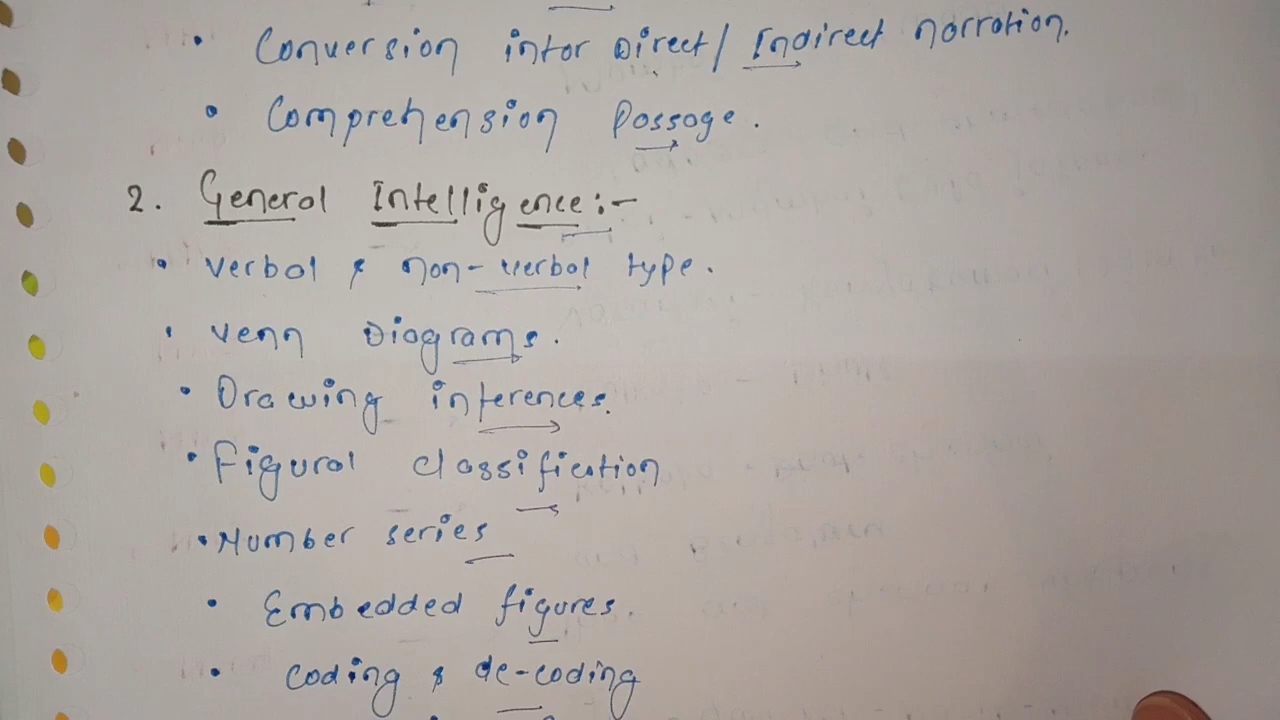 • Conversion intor Direct/ Indirect narration.
• Comprehension Passage.
2. General Intelligence:-
• Verbal & non-verbal type.
• Venn Diagrams.
• Drawing inferences.
• Figural classification
• Number series
• Embedded figures.
• Coding & de-coding